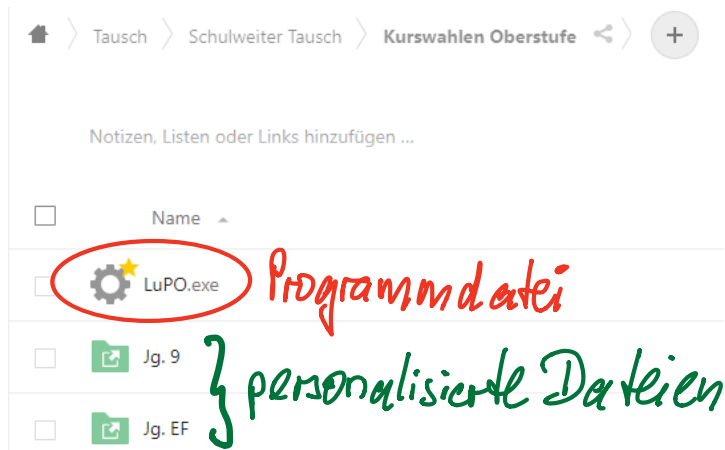 Tausch Schulweiter Tausch Kurswahlen Oberstufe +
Notizen, Listen oder Links hinzufügen ...
Name
LuPO.exe Programmdatei
Jg. 9
personalisierte Dateien
Jg. EF